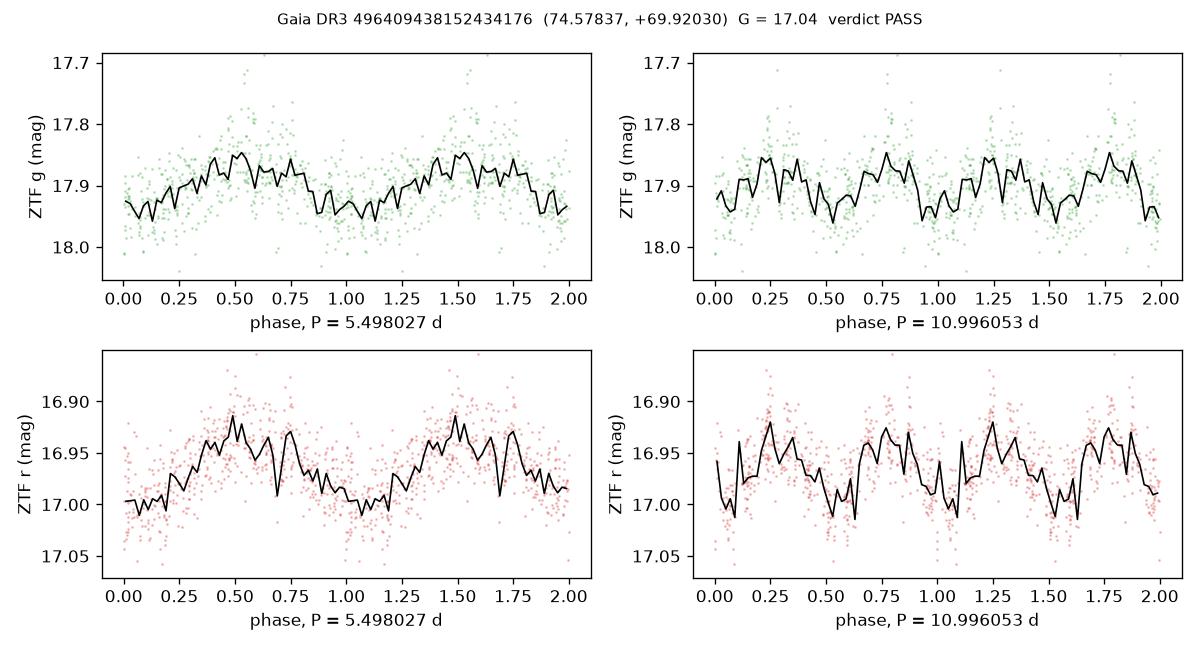 Gaia DR3 496409438152434176 (74.57837, +69.92030) G = 17.04 verdict PASS
ZTF g (mag)
17.7
17.8
17.9
18.0
0.00 0.25 0.50 0.75 1.00 1.25 1.50 1.75 2.00
phase, P = 5.498027 d
ZTF g (mag)
17.7
17.8
17.9
18.0
0.00 0.25 0.50 0.75 1.00 1.25 1.50 1.75 2.00
phase, P = 10.996053 d
ZTF r (mag)
16.90
16.95
17.00
17.05
0.00 0.25 0.50 0.75 1.00 1.25 1.50 1.75 2.00
phase, P = 5.498027 d
ZTF r (mag)
16.90
16.95
17.00
17.05
0.00 0.25 0.50 0.75 1.00 1.25 1.50 1.75 2.00
phase, P = 10.996053 d